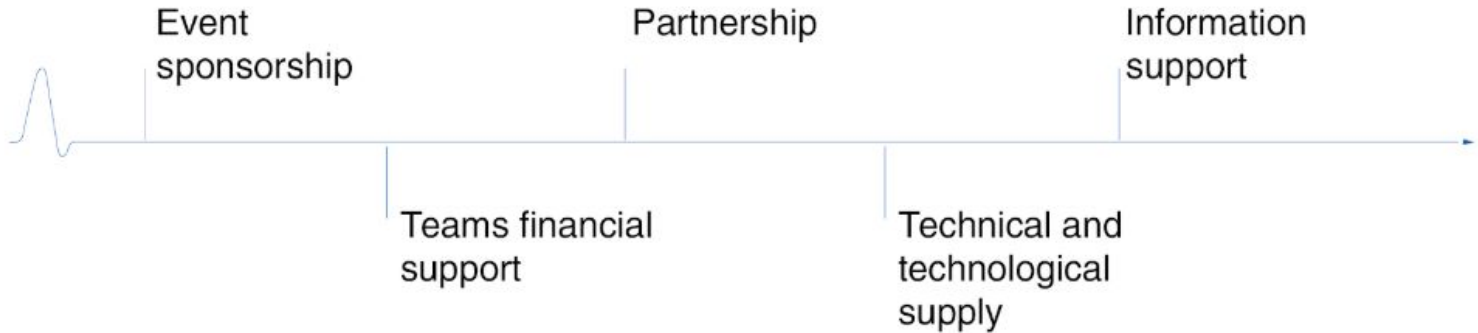 Event
sponsorship
Teams financial
support
Partnership
Technical and
technological
supply
Information
support